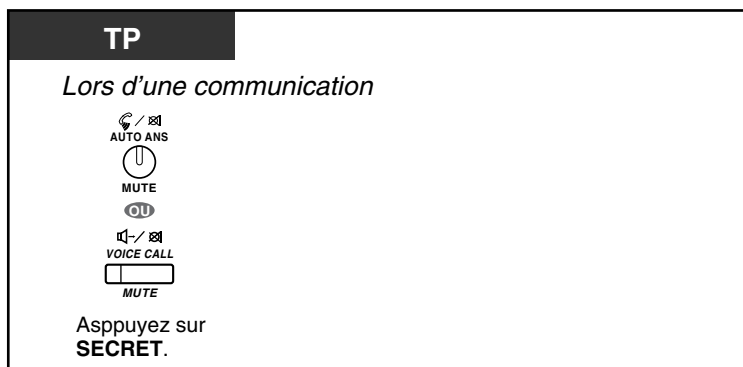 TP
Lors d’une communication
AUTO ANS
MUTE
OU
VOICE CALL
MUTE
Asppuyez sur
SECRET.